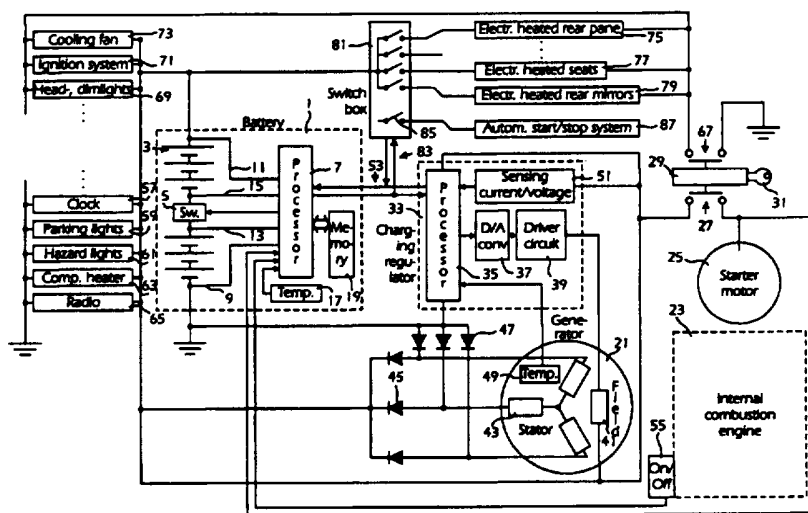 Cooling fan
73
Ignition system
71
Head-, dimlights
69
Clock
57
Parking lights
59
Hazard lights
61
Comp. heater
63
Radio
65
Battery
1
3
5
Sw.
11
15
13
9
Processor
7
Memory
19
Temp.
17
81
Switch box
85
53
83
Electr. heated rear pane
75
Electr. heated seats
77
Electr. heated rear mirrors
79
Autom. start/stop system
87
33
Charging regulator
Processor
35
Sensing current/voltage
51
D/A conv
37
Driver circuit
39
67
29
31
27
25
Starter motor
23
Internal combustion engine
55
On/Off
47
45
Generator
21
49
Temp.
43
Stator
Field
41